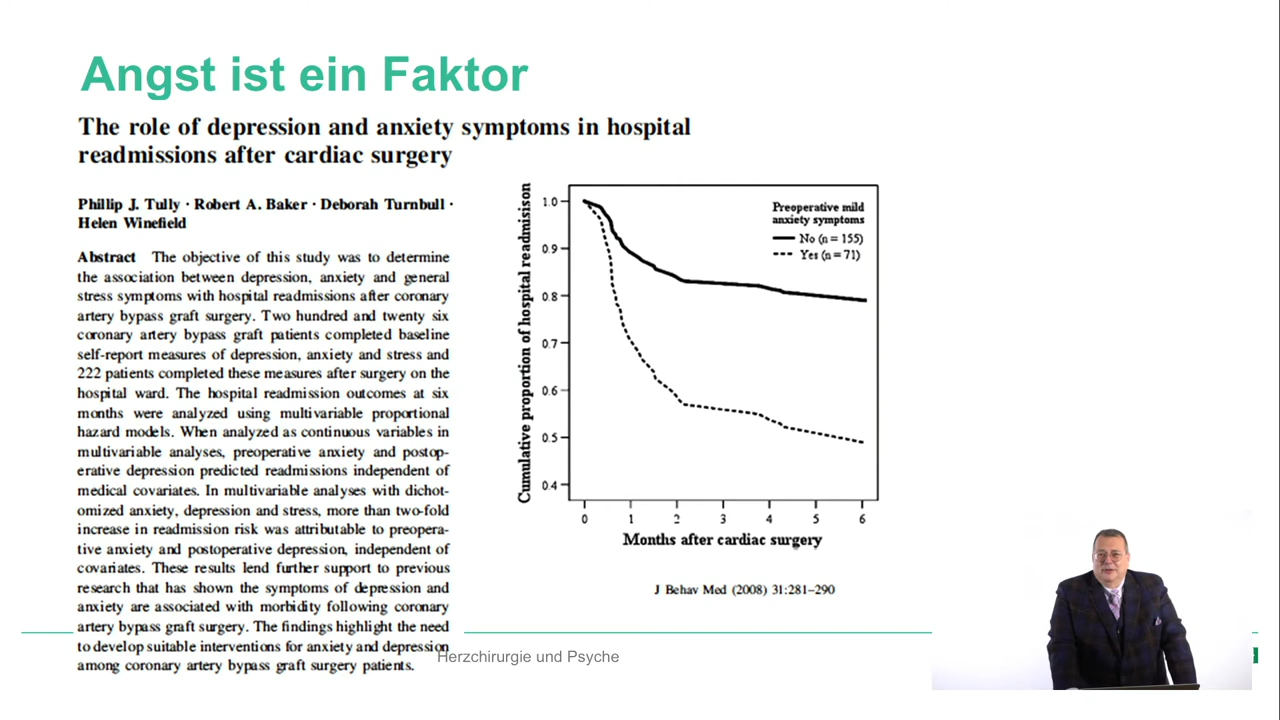 Angst ist ein Faktor
The role of depression and anxiety symptoms in hospital
readmissions after cardiac surgery
Phillip J. Tully · Robert A. Baker · Deborah Turnbull ·
Helen Winefield
Abstract The objective of this study was to determine
the association between depression, anxiety and general
stress symptoms with hospital readmissions after coronary
artery bypass graft surgery. Two hundred and twenty six
coronary artery bypass graft patients completed baseline
self-report measures of depression, anxiety and stress and
222 patients completed these measures after surgery on the
hospital ward. The hospital readmission outcomes at six
months were analyzed using multivariable proportional
hazard models. When analyzed as continuous variables in
multivariable analyses, preoperative anxiety and postop-
erative depression predicted readmissions independent of
medical covariates. In multivariable analyses with dichot-
omized anxiety, depression and stress, more than two-fold
increase in readmission risk was attributable to preopera-
tive anxiety and postoperative depression, independent of
covariates. These results lend further support to previous
research that has shown the symptoms of depression and
anxiety are associated with morbidity following coronary
artery bypass graft surgery. The findings highlight the need
to develop suitable interventions for anxiety and depression
among coronary artery bypass graft surgery patients.
Cumulative proportion of hospital readmisison
1.0
0.9
0.8
0.7
0.6
0.5
0.4
Preoperative mild
anxiety symptoms
No (n = 155)
Yes (n = 71)
0 1 2 3 4 5 6
Months after cardiac surgery
J Behav Med (2008) 31:281–290
Herzchirurgie und Psyche